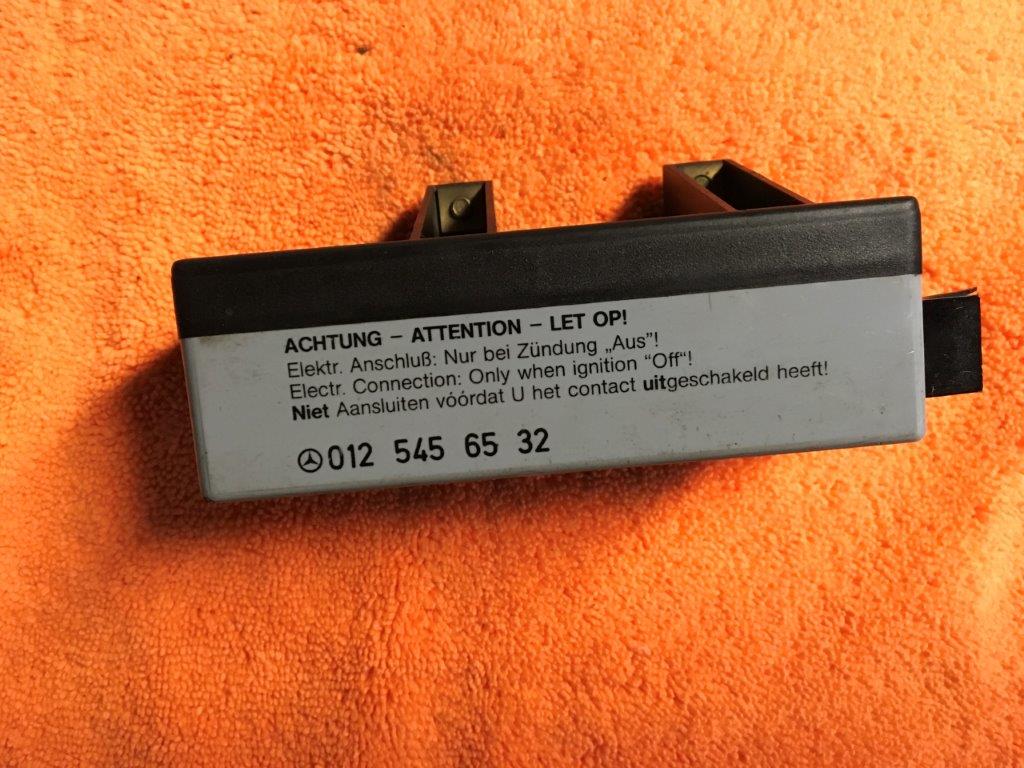 ACHTUNG – ATTENTION – LET OP!
Elektr. Anschluß: Nur bei Zündung „Aus"!
Electr. Connection: Only when ignition “Off“!
Niet Aansluiten vóórdat U het contact uitgeschakeld heeft!
012 545 65 32